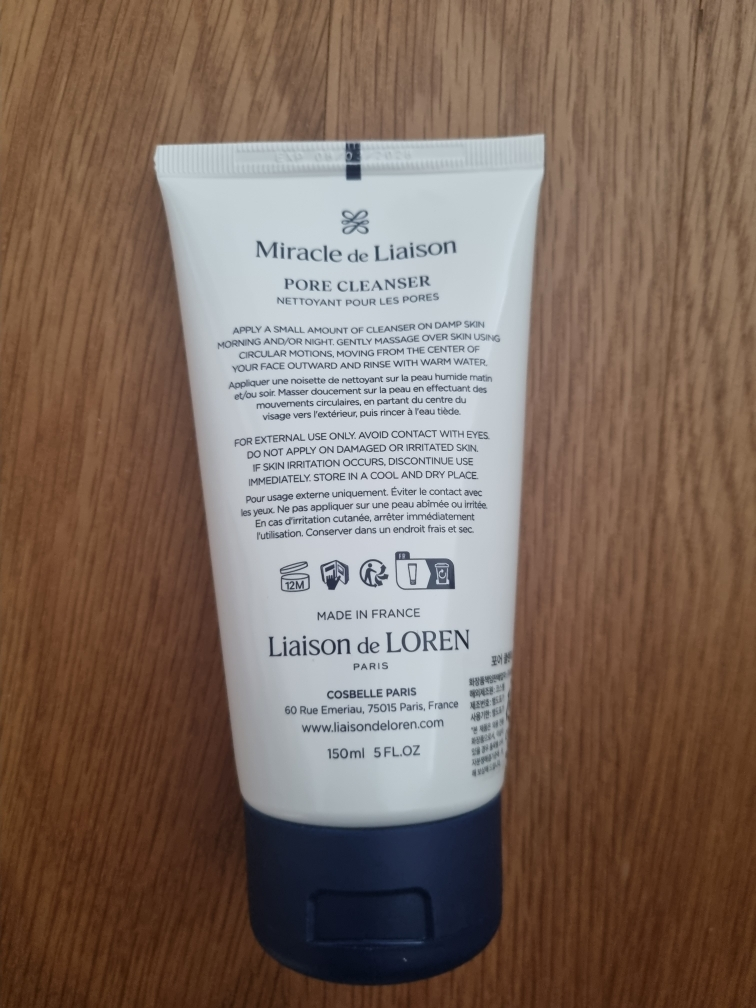 Miracle de Liaison
PORE CLEANSER
NETTOYANT POUR LES PORES
APPLY A SMALL AMOUNT OF CLEANSER ON DAMP SKIN
MORNING AND/OR NIGHT. GENTLY MASSAGE OVER SKIN USING
CIRCULAR MOTIONS, MOVING FROM THE CENTER OF
YOUR FACE OUTWARD AND RINSE WITH WARM WATER.
Appliquer une noisette de nettoyant sur la peau humide matin
et/ou soir. Masser doucement sur la peau en effectuant des
mouvements circulaires, en partant du centre du
visage vers l'extérieur, puis rincer à l'eau tiède.
FOR EXTERNAL USE ONLY. AVOID CONTACT WITH EYES.
DO NOT APPLY ON DAMAGED OR IRRITATED SKIN.
IF SKIN IRRITATION OCCURS, DISCONTINUE USE
IMMEDIATELY. STORE IN A COOL AND DRY PLACE.
Pour usage externe uniquement. Éviter le contact avec
les yeux. Ne pas appliquer sur une peau abîmée ou irritée.
En cas d'irritation cutanée, arrêter immédiatement
l'utilisation. Conserver dans un endroit frais et sec.
12M
FR
MADE IN FRANCE
Liaison de LOREN
PARIS
COSBELLE PARIS
60 Rue Emeriau, 75015 Paris, France
www.liaisondeloren.com
150ml 5 FL.OZ
포어